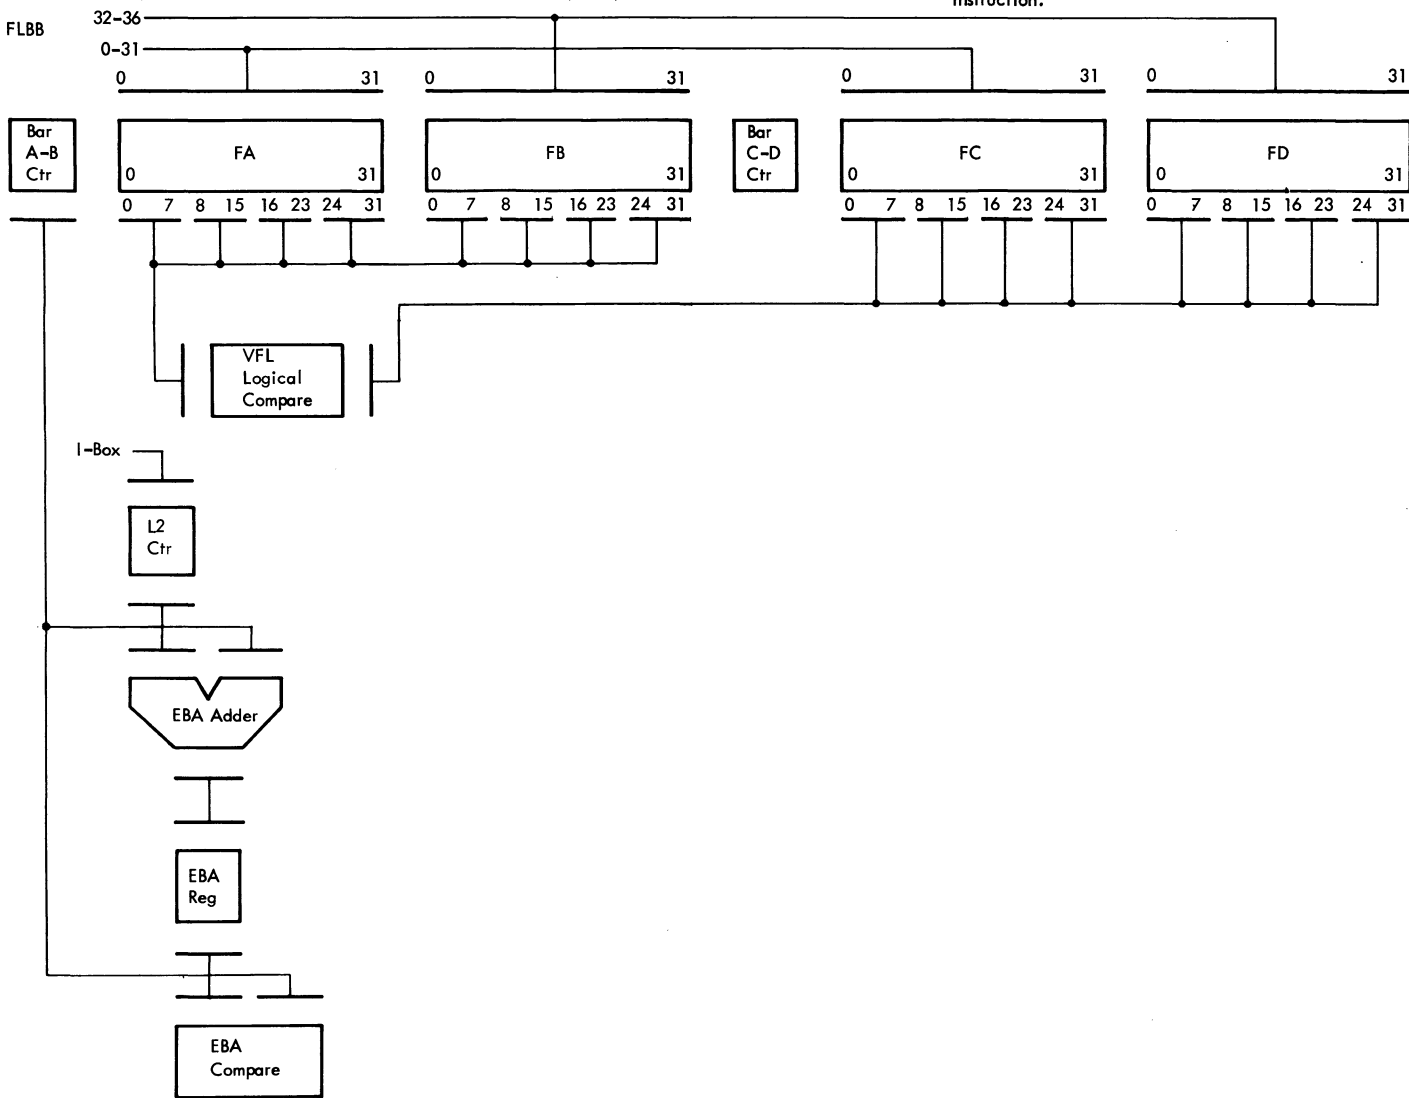 instruction.
32-36
FLBB
0-31
0 31 0 31 0 31 0 31
Bar
A-B
Ctr
FA
0 31
FB
0 31
Bar
C-D
Ctr
FC
0 31
FD
0 31
0 7 8 15 16 23 24 31 0 7 8 15 16 23 24 31 0 7 8 15 16 23 24 31 0 7 8 15 16 23 24 31
VFL
Logical
Compare
I-Box
L2
Ctr
EBA Adder
EBA
Reg
EBA
Compare